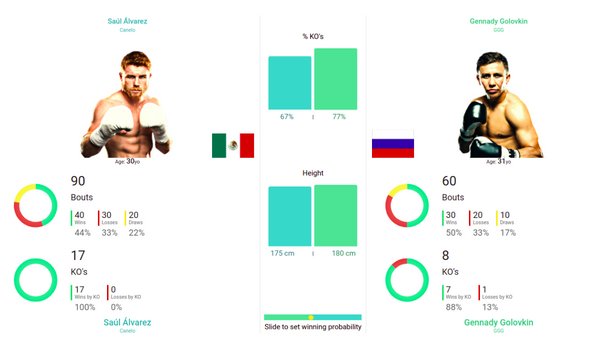 Saúl Álvarez
Canelo
Age: 30yo
90
Bouts
40 30 20
Wins Losses Draws
44% 33% 22%
17
KO's
17 0
Wins by KO Losses by KO
100% 0%
Saúl Álvarez
Canelo
% KO's
67% | 77%
Height
175 cm | 180 cm
Slide to set winning probability
Gennady Golovkin
GGG
Age: 31yo
60
Bouts
30 20 10
Wins Losses Draws
50% 33% 17%
8
KO's
7 1
Wins by KO Losses by KO
88% 13%
Gennady Golovkin
GGG